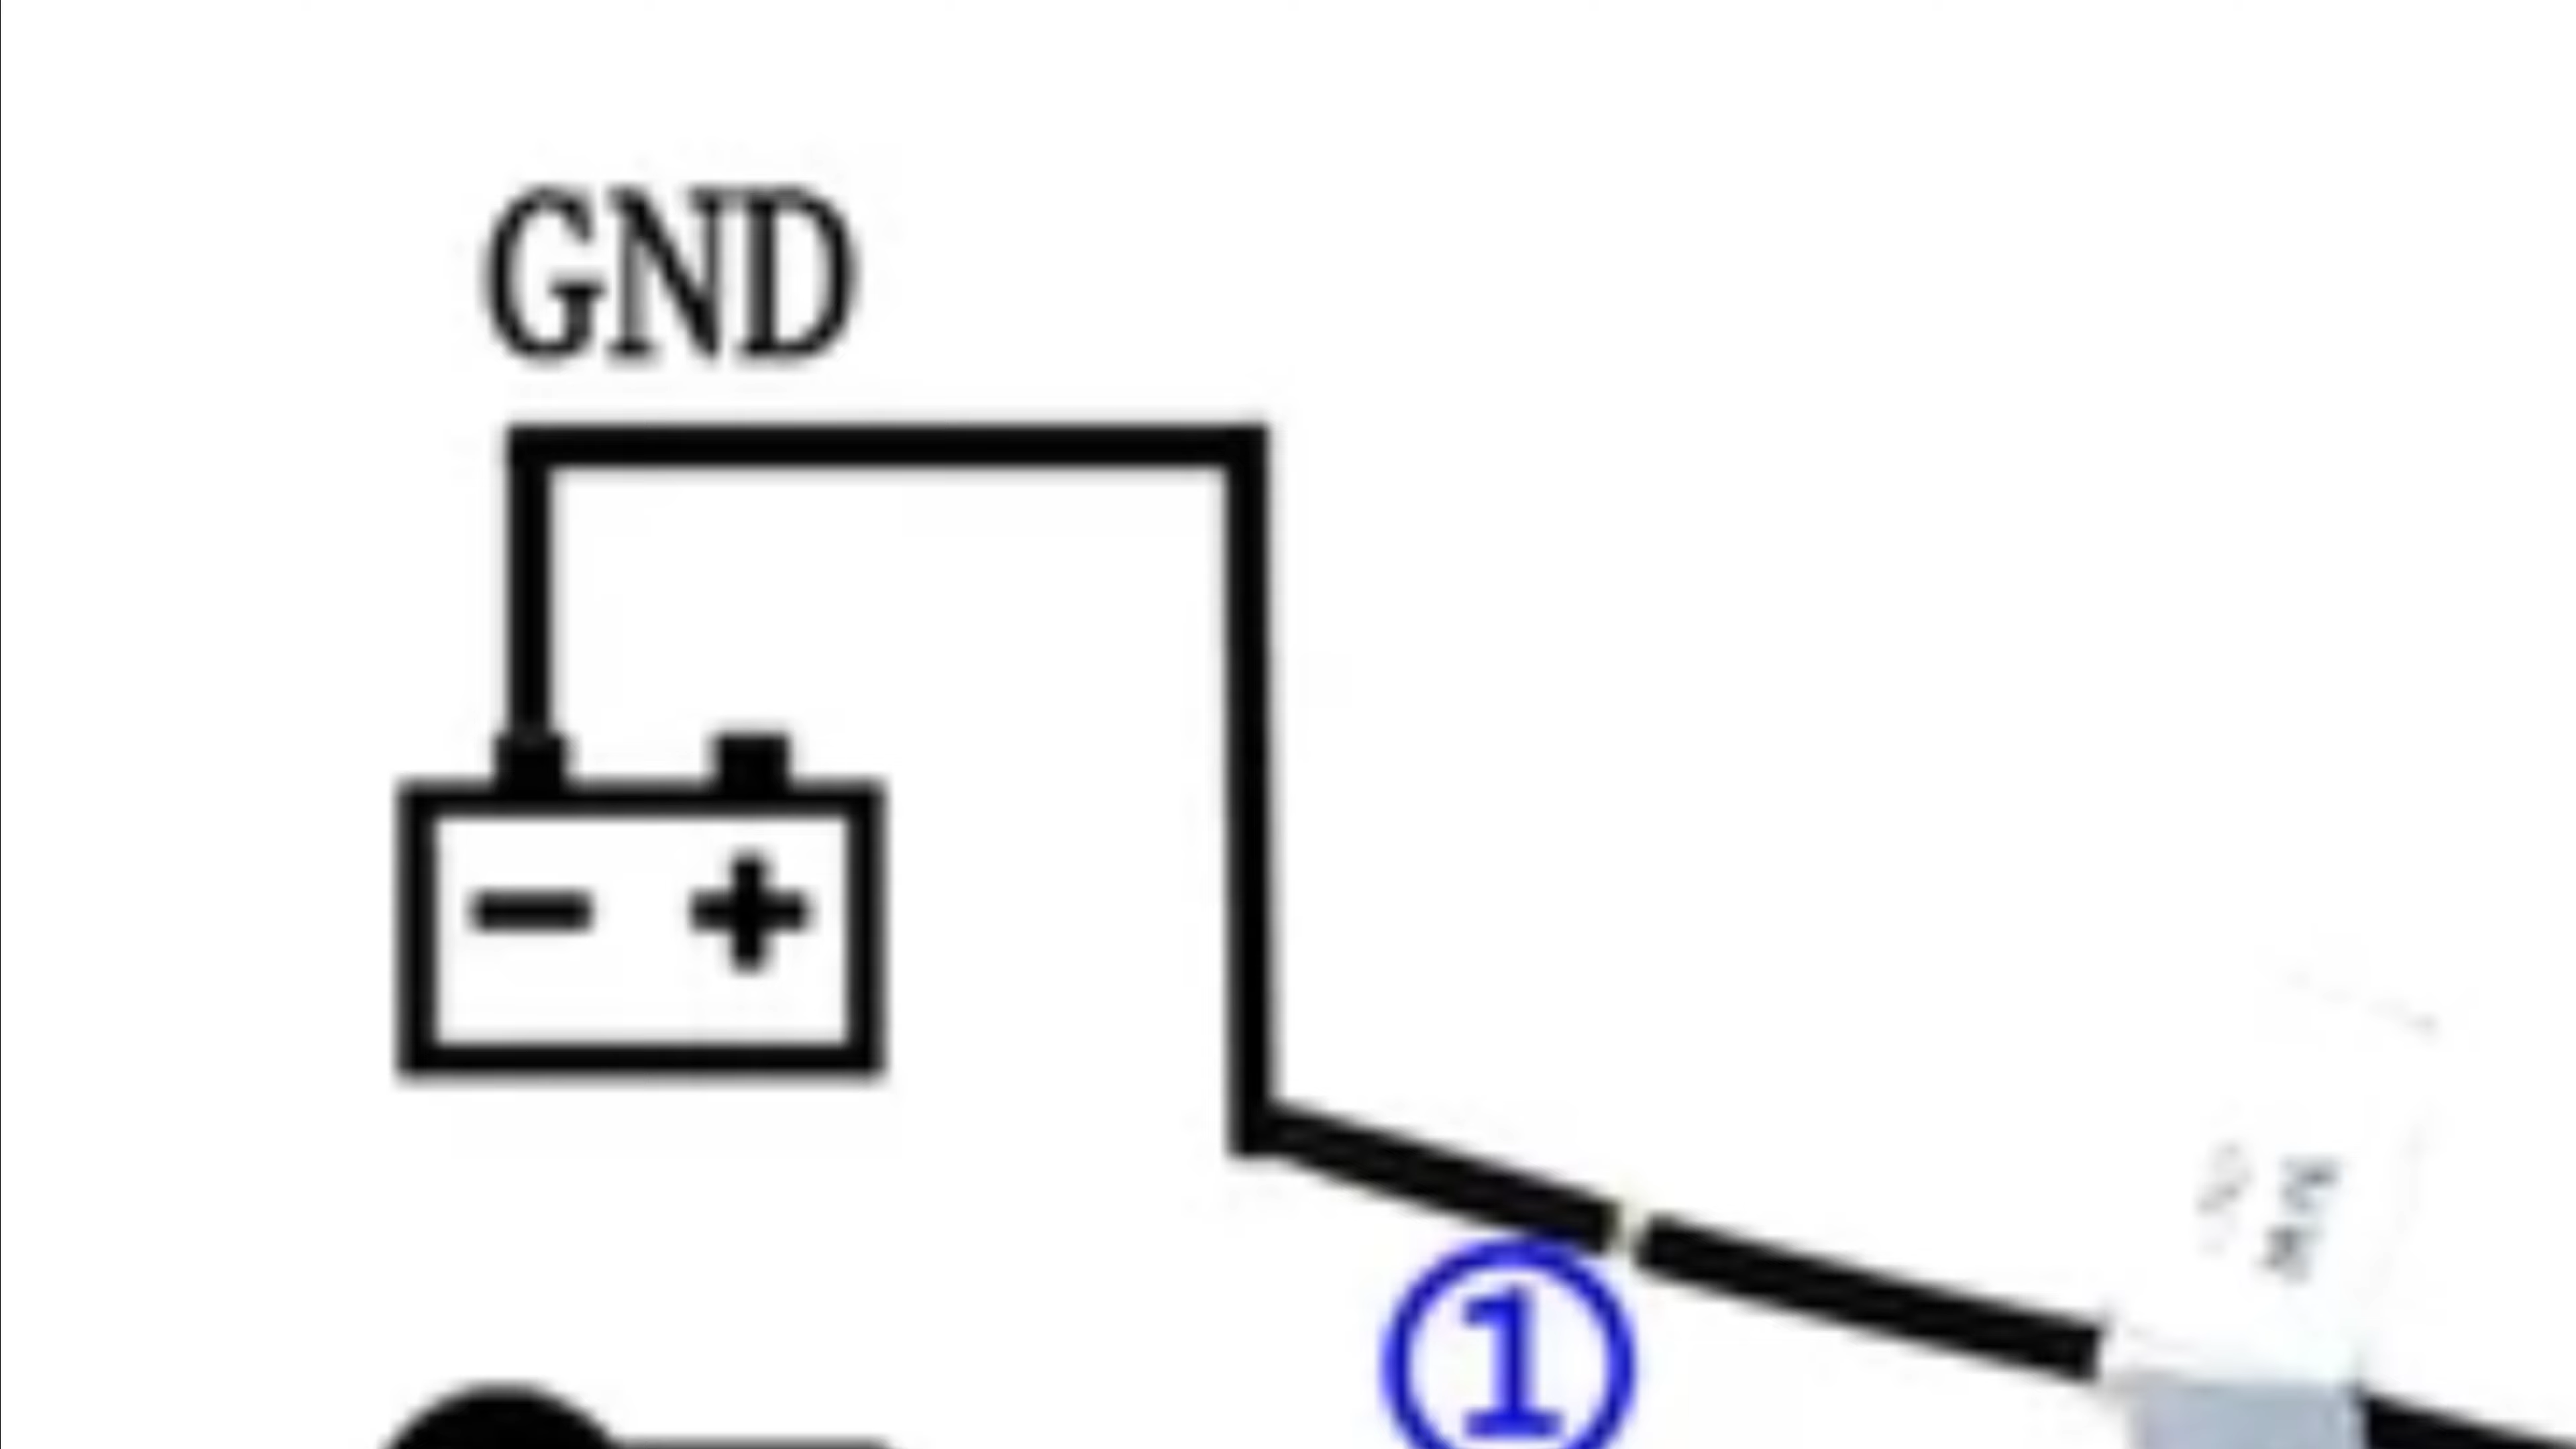 GND
- +
①